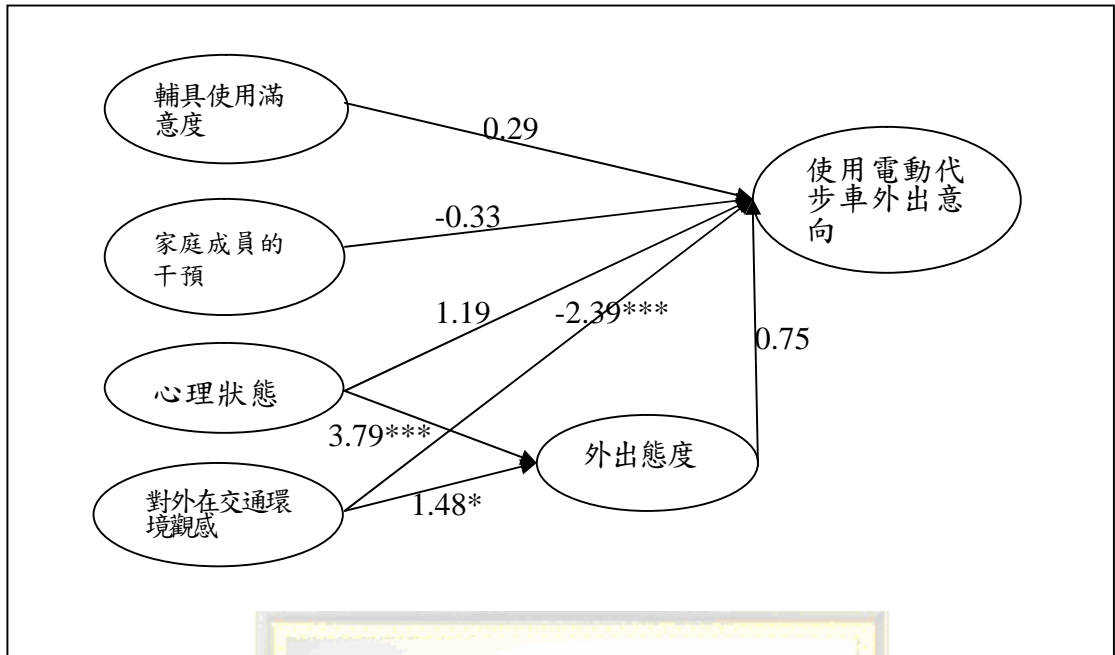 輔具使用滿
意度
0.29
使用電動代
步車外出意
向
家庭成員的
干預
-0.33
1.19
-2.39***
0.75
心理狀態
3.79***
外出態度
對外在交通環
境觀感
1.48*